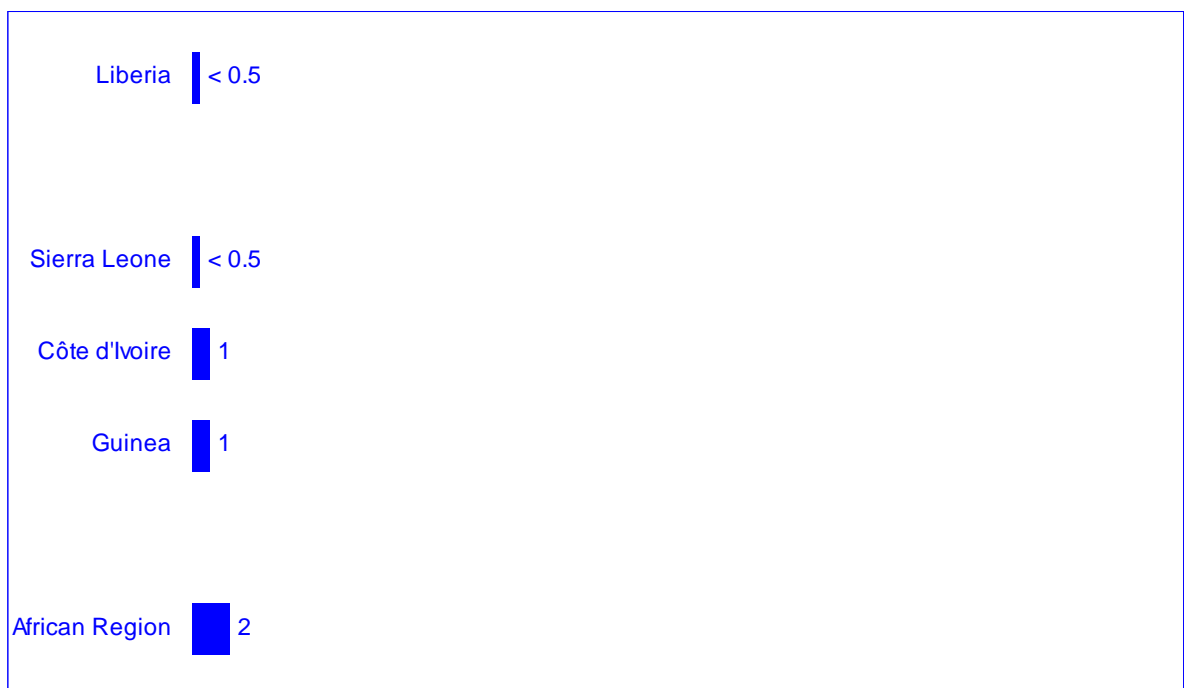 Liberia < 0.5
Sierra Leone < 0.5
Côte d'Ivoire 1
Guinea 1
African Region 2